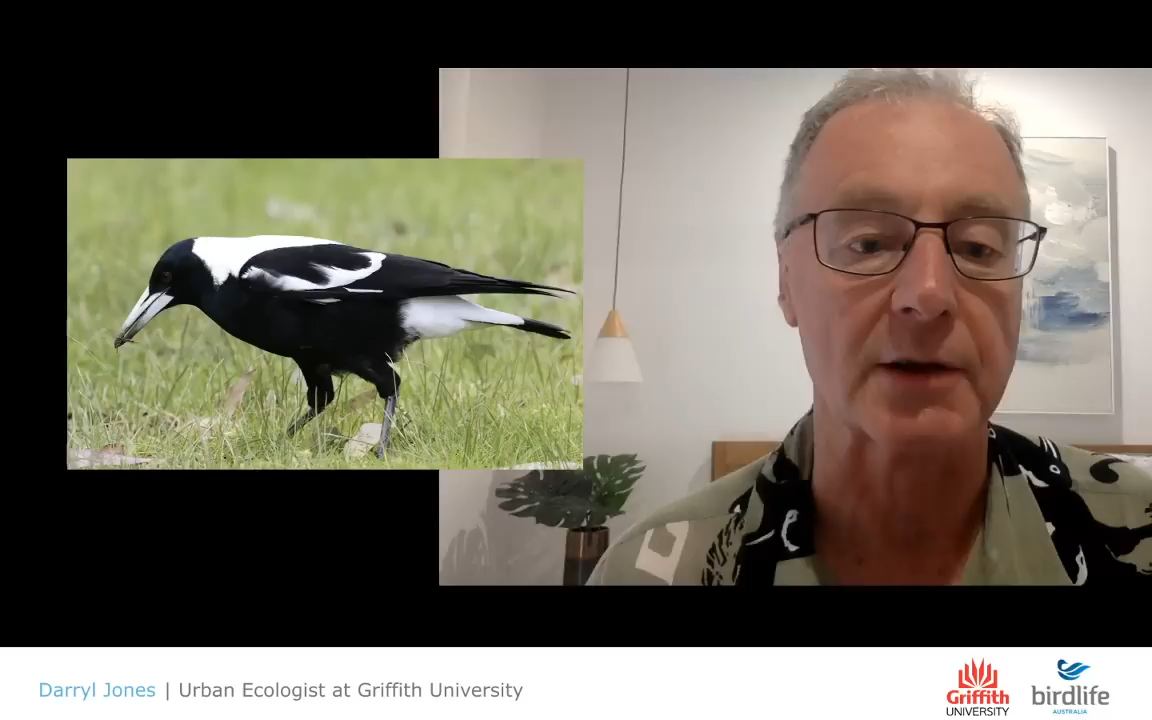 Darryl Jones | Urban Ecologist at Griffith University
Griffith
UNIVERSITY
birdlife
AUSTRALIA